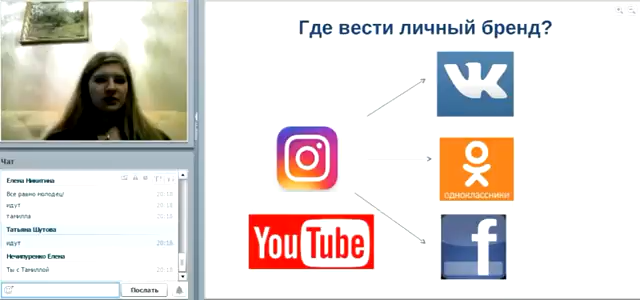 Где вести личный бренд?
одноклассники
YouTube
f
Чат
Елена Никитина
Все равно молодец!
20:18
идут
20:18
тамилла
20:18
Татьяна Шутова
идут
20:18
Нечипуренко Елена
Ты с Тамиллой
20:18
Послать